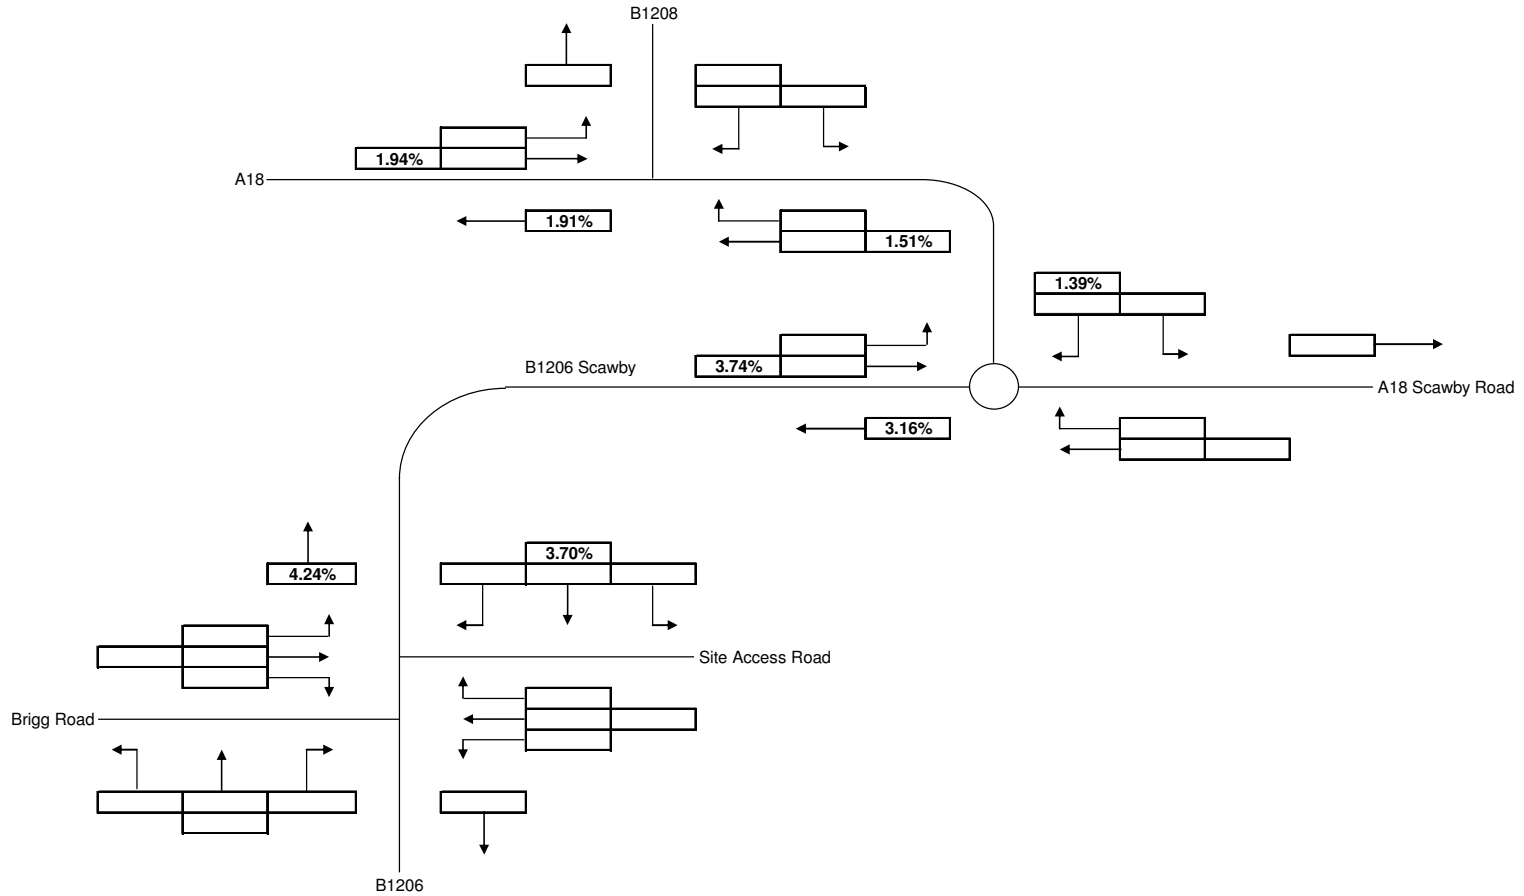 B1208
1.94%
A18
1.91%
1.51%
1.39%
B1206 Scawby
3.74%
A18 Scawby Road
3.16%
3.70%
4.24%
Site Access Road
Brigg Road
B1206